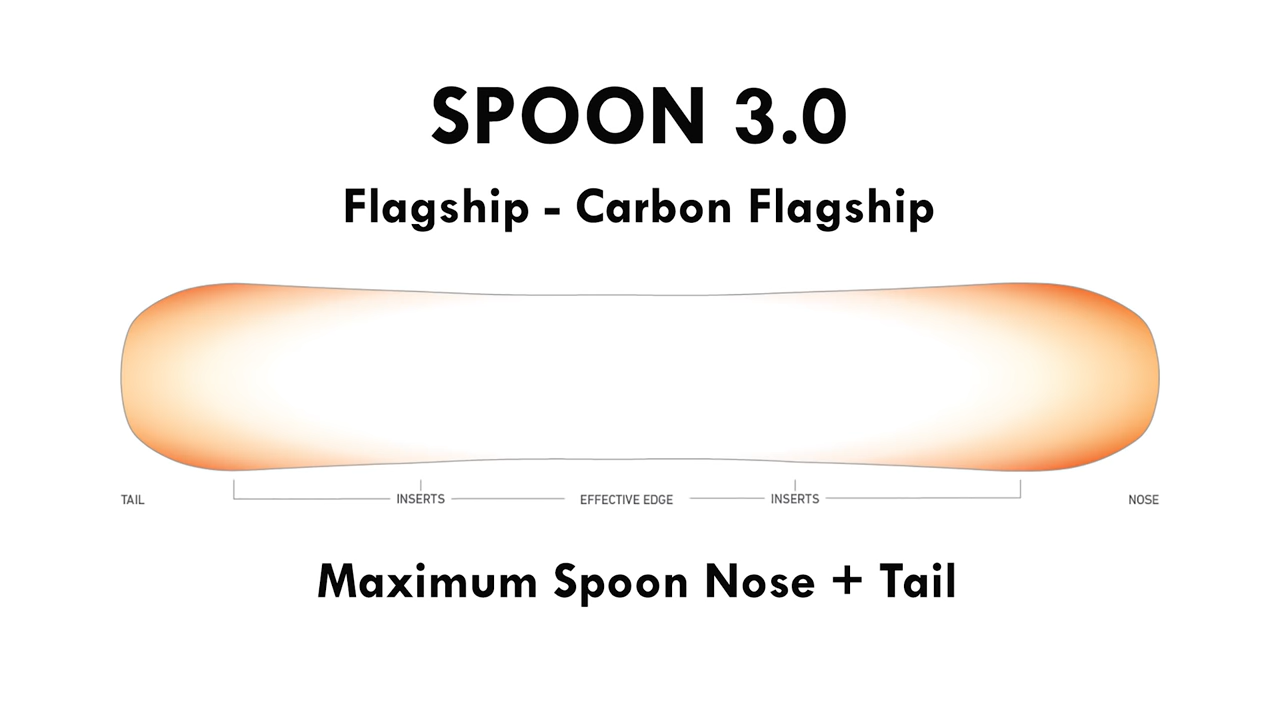 SPOON 3.0
Flagship - Carbon Flagship
TAIL INSERTS EFFECTIVE EDGE INSERTS NOSE
Maximum Spoon Nose + Tail